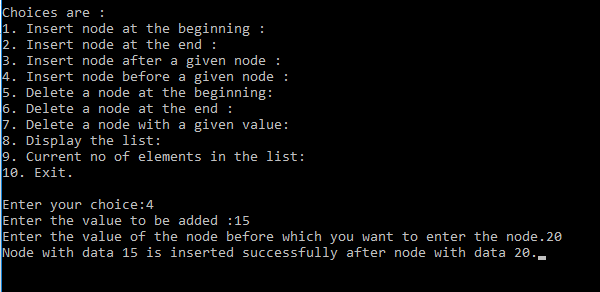 Choices are :
1. Insert node at the beginning :
2. Insert node at the end :
3. Insert node after a given node :
4. Insert node before a given node :
5. Delete a node at the beginning:
6. Delete a node at the end :
7. Delete a node with a given value:
8. Display the list:
9. Current no of elements in the list:
10. Exit.
Enter your choice:4
Enter the value to be added :15
Enter the value of the node before which you want to enter the node.20
Node with data 15 is inserted successfully after node with data 20.